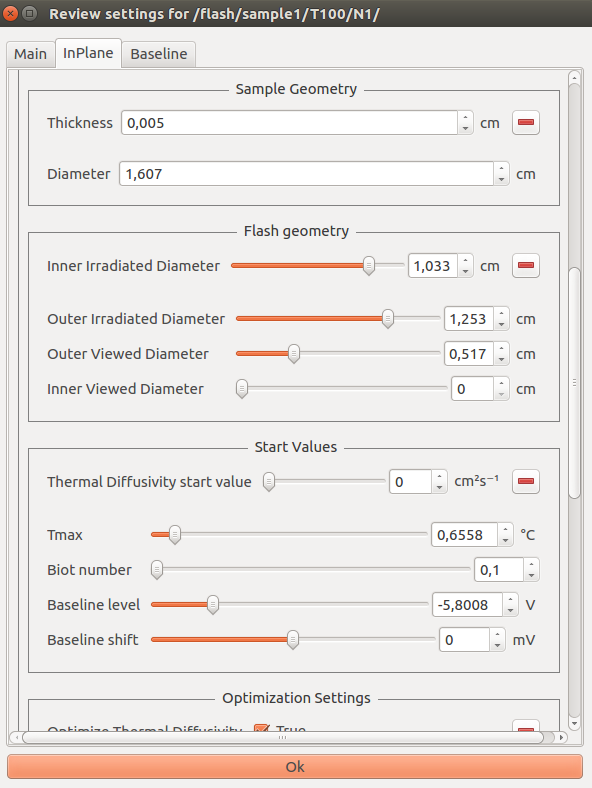 Review settings for /flash/sample1/T100/N1/
Main InPlane Baseline
Sample Geometry
Thickness 0,005 cm
Diameter 1,607 cm
Flash geometry
Inner Irradiated Diameter 1,033 cm
Outer Irradiated Diameter 1,253 cm
Outer Viewed Diameter 0,517 cm
Inner Viewed Diameter 0 cm
Start Values
Thermal Diffusivity start value 0 cm²s⁻¹
Tmax 0,6558 °C
Biot number 0,1
Baseline level -5,8008 V
Baseline shift 0 mV
Optimization Settings
Optimize Thermal Diffusivity True
Ok